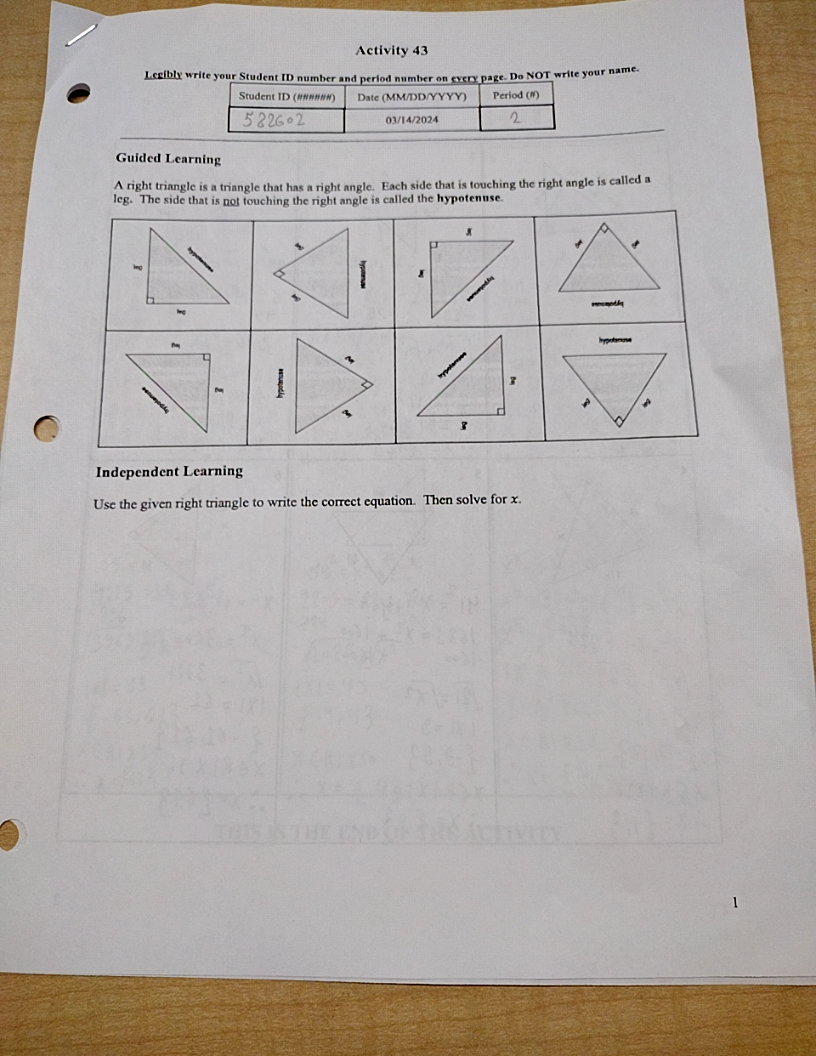 Activity 43
Legibly write your Student ID number and period number on every page. Do NOT write your name.
Student ID (######) Date (MM/DD/YYYY) Period (#)
582602 03/14/2024 2
Guided Learning
A right triangle is a triangle that has a right angle. Each side that is touching the right angle is called a
leg. The side that is not touching the right angle is called the hypotenuse.
leg hypotenuse leg
leg hypotenuse leg
leg leg hypotenuse
leg leg hypotenuse
leg leg hypotenuse
hypotenuse leg leg
hypotenuse leg leg
hypotenuse leg leg
Independent Learning
Use the given right triangle to write the correct equation. Then solve for x.
THIS IS THE END OF THE ACTIVITY
1